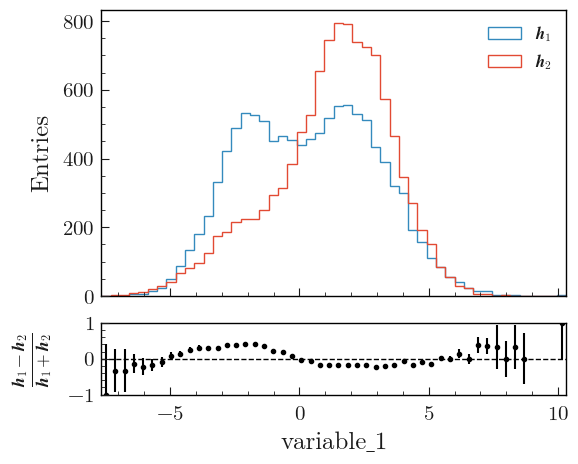 800
600
400
200
0
Entries
h₁
h₂
1
0
−1
(h₁ − h₂)/(h₁ + h₂)
−5
0
5
10
variable_1